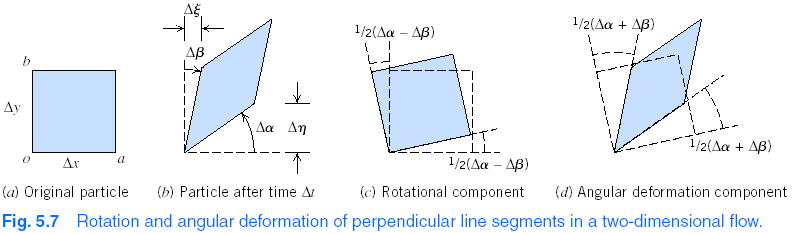 Δξ
Δβ
b
Δy
o
Δx
a
Δα
Δη
1/2(Δα – Δβ)
1/2(Δα – Δβ)
1/2(Δα + Δβ)
1/2(Δα + Δβ)
(a) Original particle
(b) Particle after time Δt
(c) Rotational component
(d) Angular deformation component
Fig. 5.7 Rotation and angular deformation of perpendicular line segments in a two-dimensional flow.